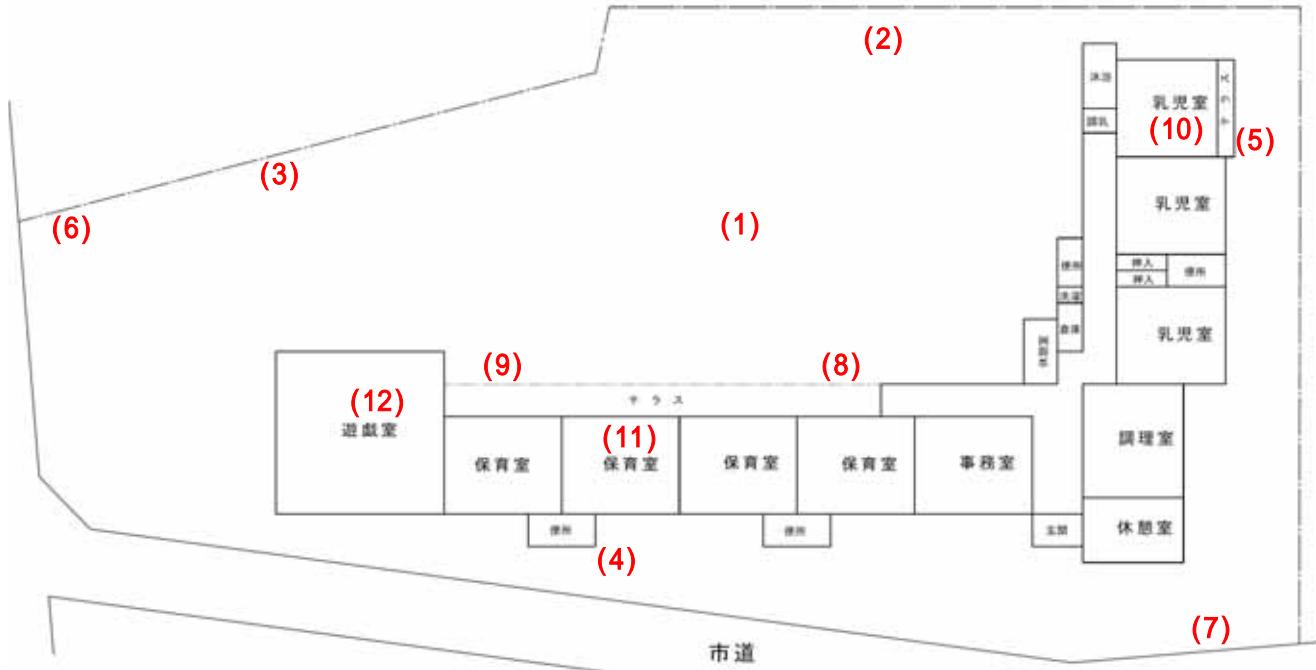 (2)
沐浴
乳児室
(10)
テラス
(5)
調乳
(3)
乳児室
(6)
(1)
便所
押入
押入
便所
洗濯
倉庫
乳児室
(9)
(8)
テラス
(12)
遊戯室
(11)
保育室
保育室
保育室
保育室
事務室
調理室
便所
便所
玄関
休憩室
(4)
(7)
市道